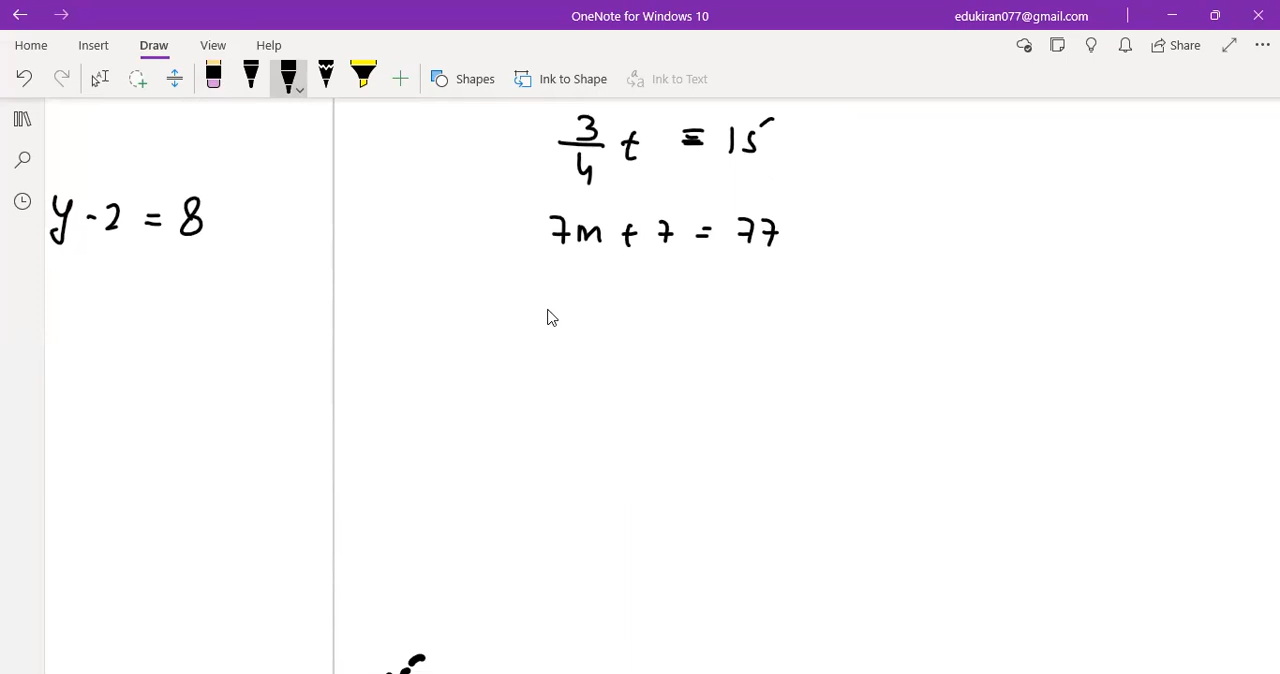 OneNote for Windows 10
edukiran077@gmail.com
Home Insert Draw View Help
Share
Shapes Ink to Shape Ink to Text
3/4 t = 15
y - 2 = 8
7m + 7 = 77